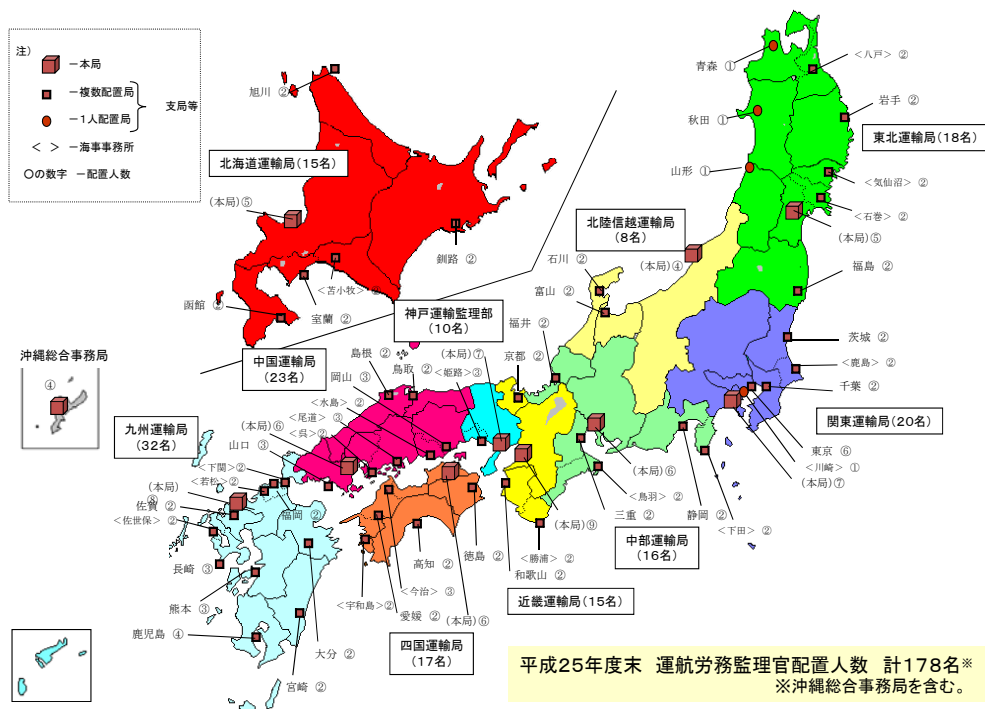 注)
－本局
－複数配置局
－1人配置局
支局等
< > －海事事務所
○の数字 －配置人数
旭川 ②
北海道運輸局(15名)
(本局)⑤
釧路 ②
<苫小牧>
室蘭 ②
函館
青森 ①
<八戸> ②
岩手 ②
秋田 ①
東北運輸局(18名)
山形 ①
<気仙沼> ②
<石巻> ②
(本局)⑤
福島 ②
北陸信越運輸局
(8名)
(本局)④
石川 ②
富山 ②
茨城 ②
<鹿島> ②
千葉 ②
関東運輸局(20名)
東京 ⑥
<川崎> ①
(本局)⑦
神戸運輸監理部
(10名)
(本局)⑦
<姫路>③
福井 ②
京都 ②
沖縄総合事務局
④
中国運輸局
(23名)
島根 ②
鳥取 ②
岡山 ③
<水島> ②
<尾道> ③
<呉>②
(本局)⑥
山口 ③
九州運輸局
(32名)
<下関>②
<若松>②
(本局)
⑧
佐賀 ②
福岡 ②
<佐世保> ②
長崎 ③
熊本 ③
鹿児島 ④
大分 ②
宮崎 ②
<宇和島>②
高知 ②
徳島 ②
<今治> ③
愛媛 ②
(本局)⑥
四国運輸局
(17名)
(本局)⑥
<鳥羽> ②
三重 ②
静岡 ②
<下田> ②
中部運輸局
(16名)
(本局)⑨
<勝浦> ②
和歌山 ②
近畿運輸局(15名)
平成25年度末 運航労務監理官配置人数 計178名※
※沖縄総合事務局を含む。